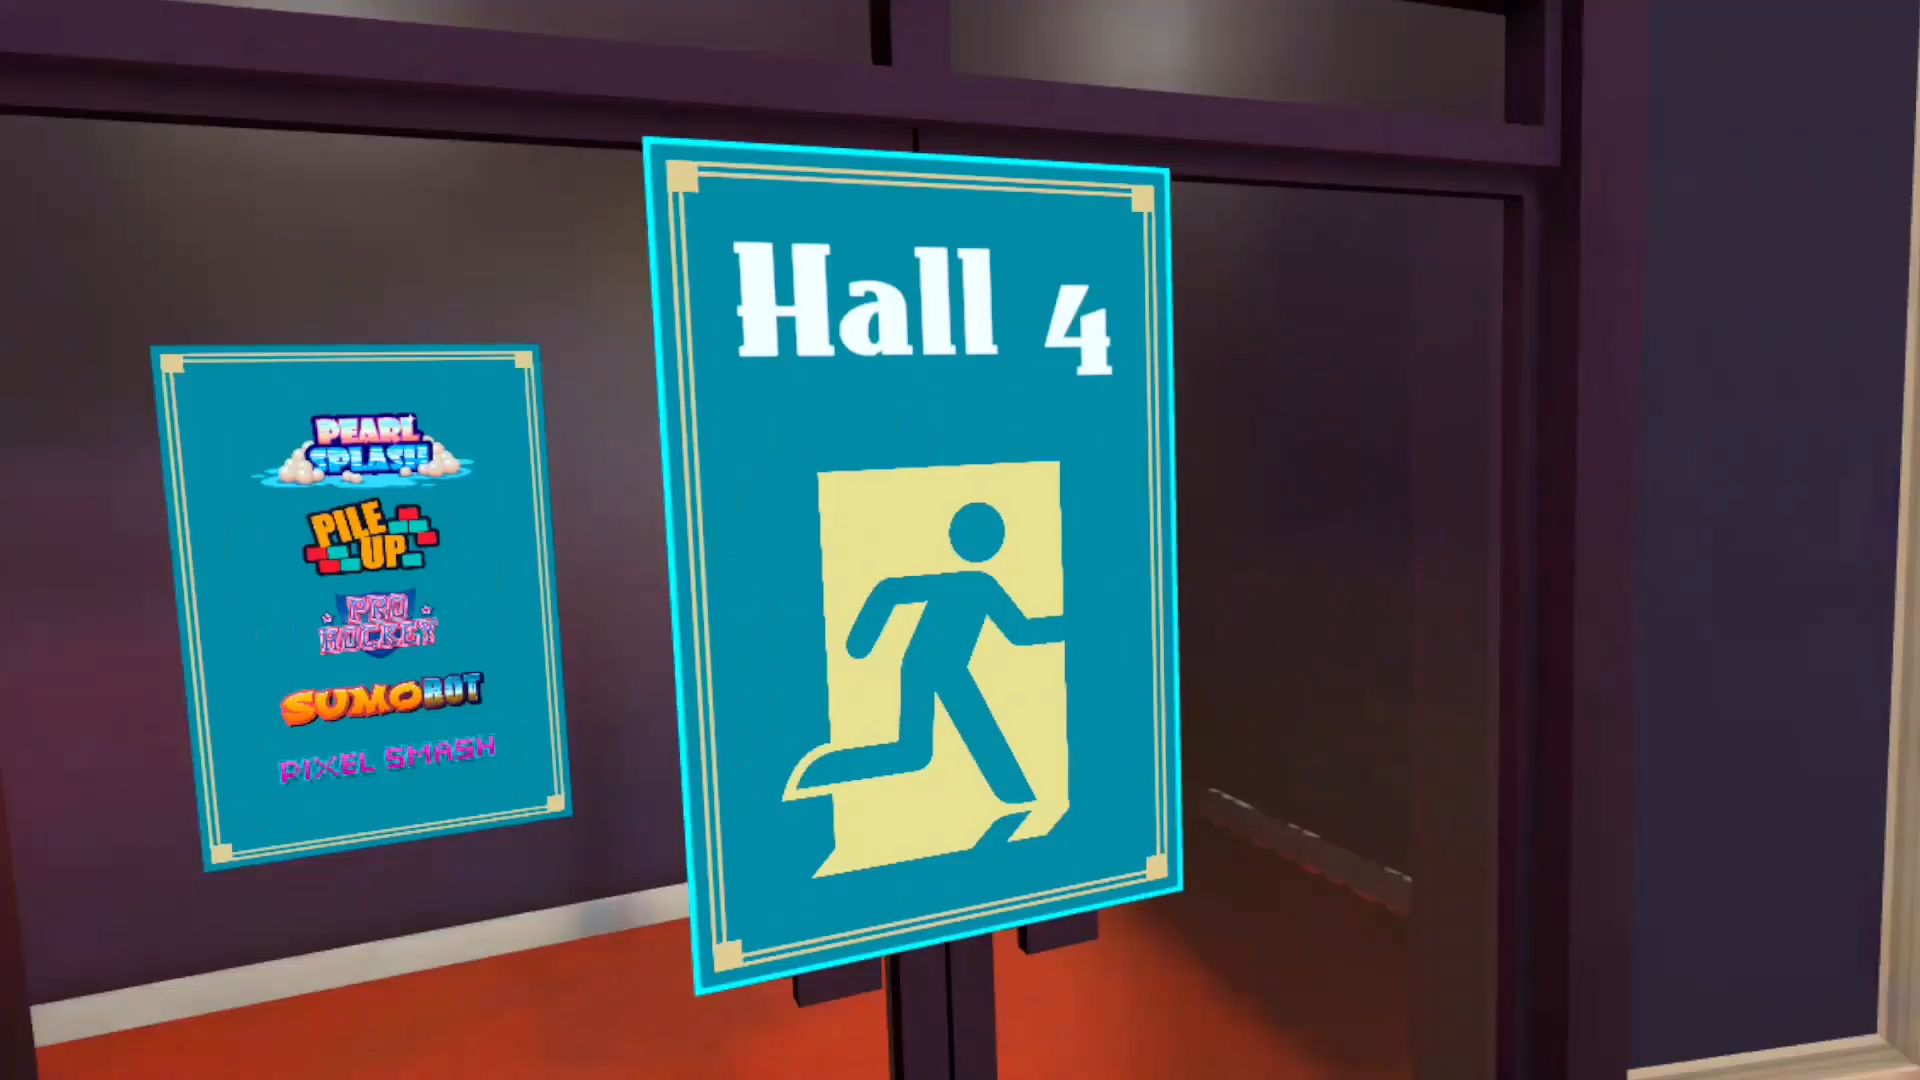 Hall 4
PEARL
SPLASH
PILE
UP
PRO
HOCKEY
SUMOBOT
PIXEL SMASH